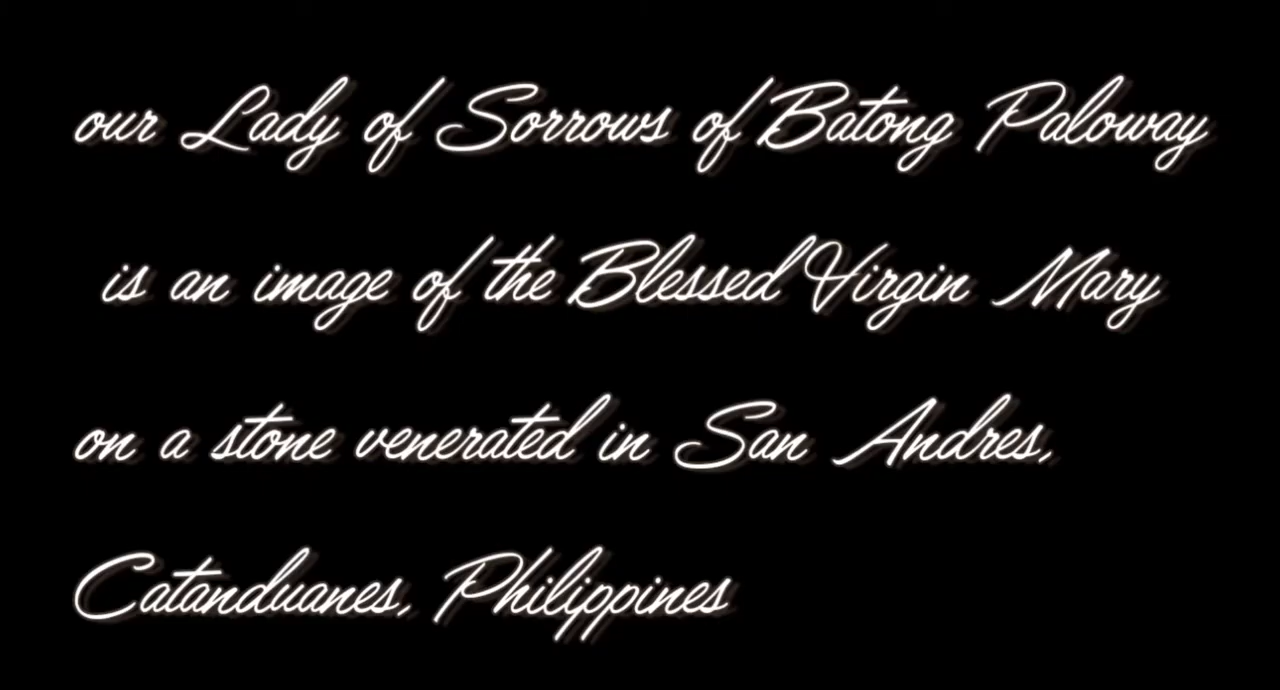 our Lady of Sorrows of Batong Paloway
is an image of the Blessed Virgin Mary
on a stone venerated in San Andres,
Catanduanes, Philippines